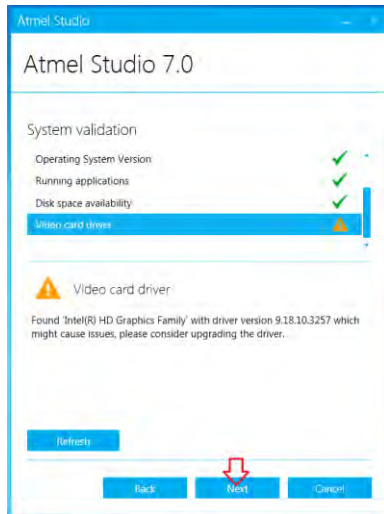 Atmel Studio
Atmel Studio 7.0
System validation
Operating System Version
Running applications
Disk space availability
Video card driver
Video card driver
Found 'Intel(R) HD Graphics Family' with driver version 9.18.10.3257 which
might cause issues, please consider upgrading the driver.
Refresh
Back Next Cancel